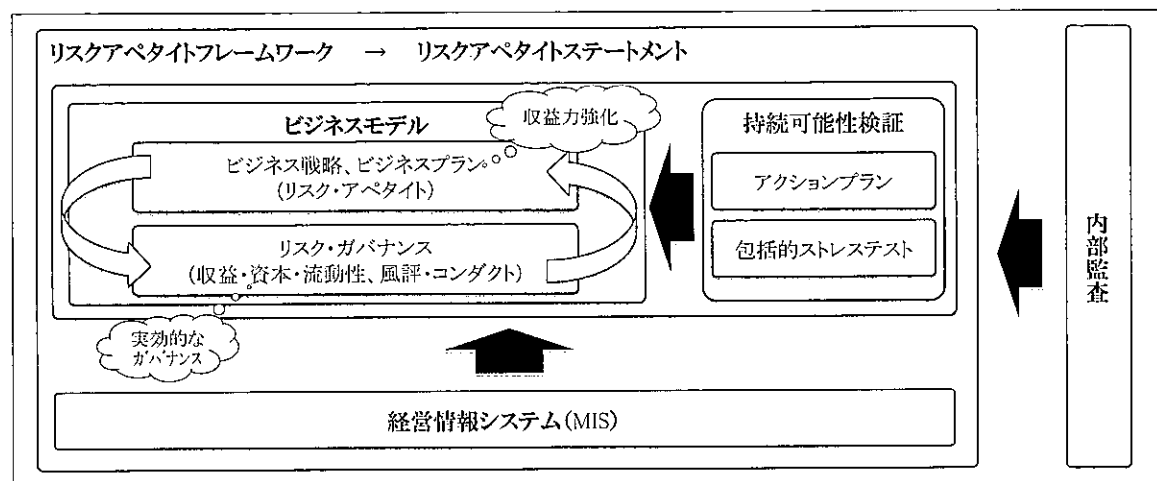 リスクアペタイトフレームワーク → リスクアペタイトステートメント
ビジネスモデル
収益力強化
ビジネス戦略、ビジネスプラン
(リスク・アペタイト)
リスク・ガバナンス
(収益・資本・流動性、風評・コンダクト)
実効的な
ガバナンス
持続可能性検証
アクションプラン
包括的ストレステスト
経営情報システム(MIS)
内部監査